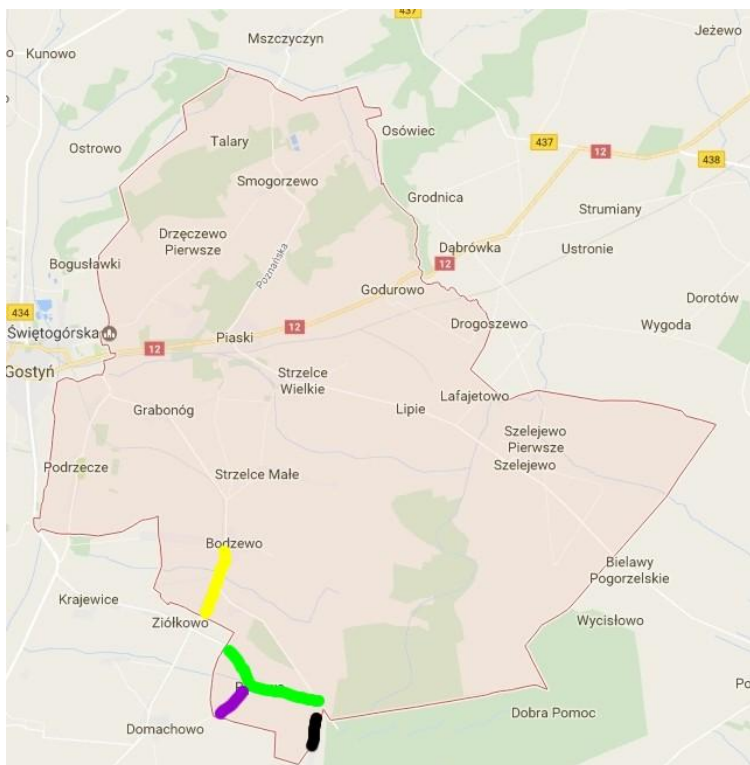 437
Mszczyczyn
Jeżewo
Kunowo
Talary
Osówiec
437
12
438
Ostrowo
Smogorzewo
Grodnica
Strumiany
Drzęczewo
Pierwsze
Poznańska
Dąbrówka
Ustronie
12
Bogusławki
Godurowo
Dorotów
434
Świętogórska
12
Drogoszewo
Wygoda
Piaski
12
Gostyń
Strzelce
Wielkie
Lafajetowo
Grabonóg
Lipie
Szelejewo
Pierwsze
Szelejewo
Podrzecze
Strzelce Małe
Bodzewo
Bielawy
Pogorzelskie
Krajewice
Ziółkowo
Wycisłowo
Dobra Pomoc
Domachowo